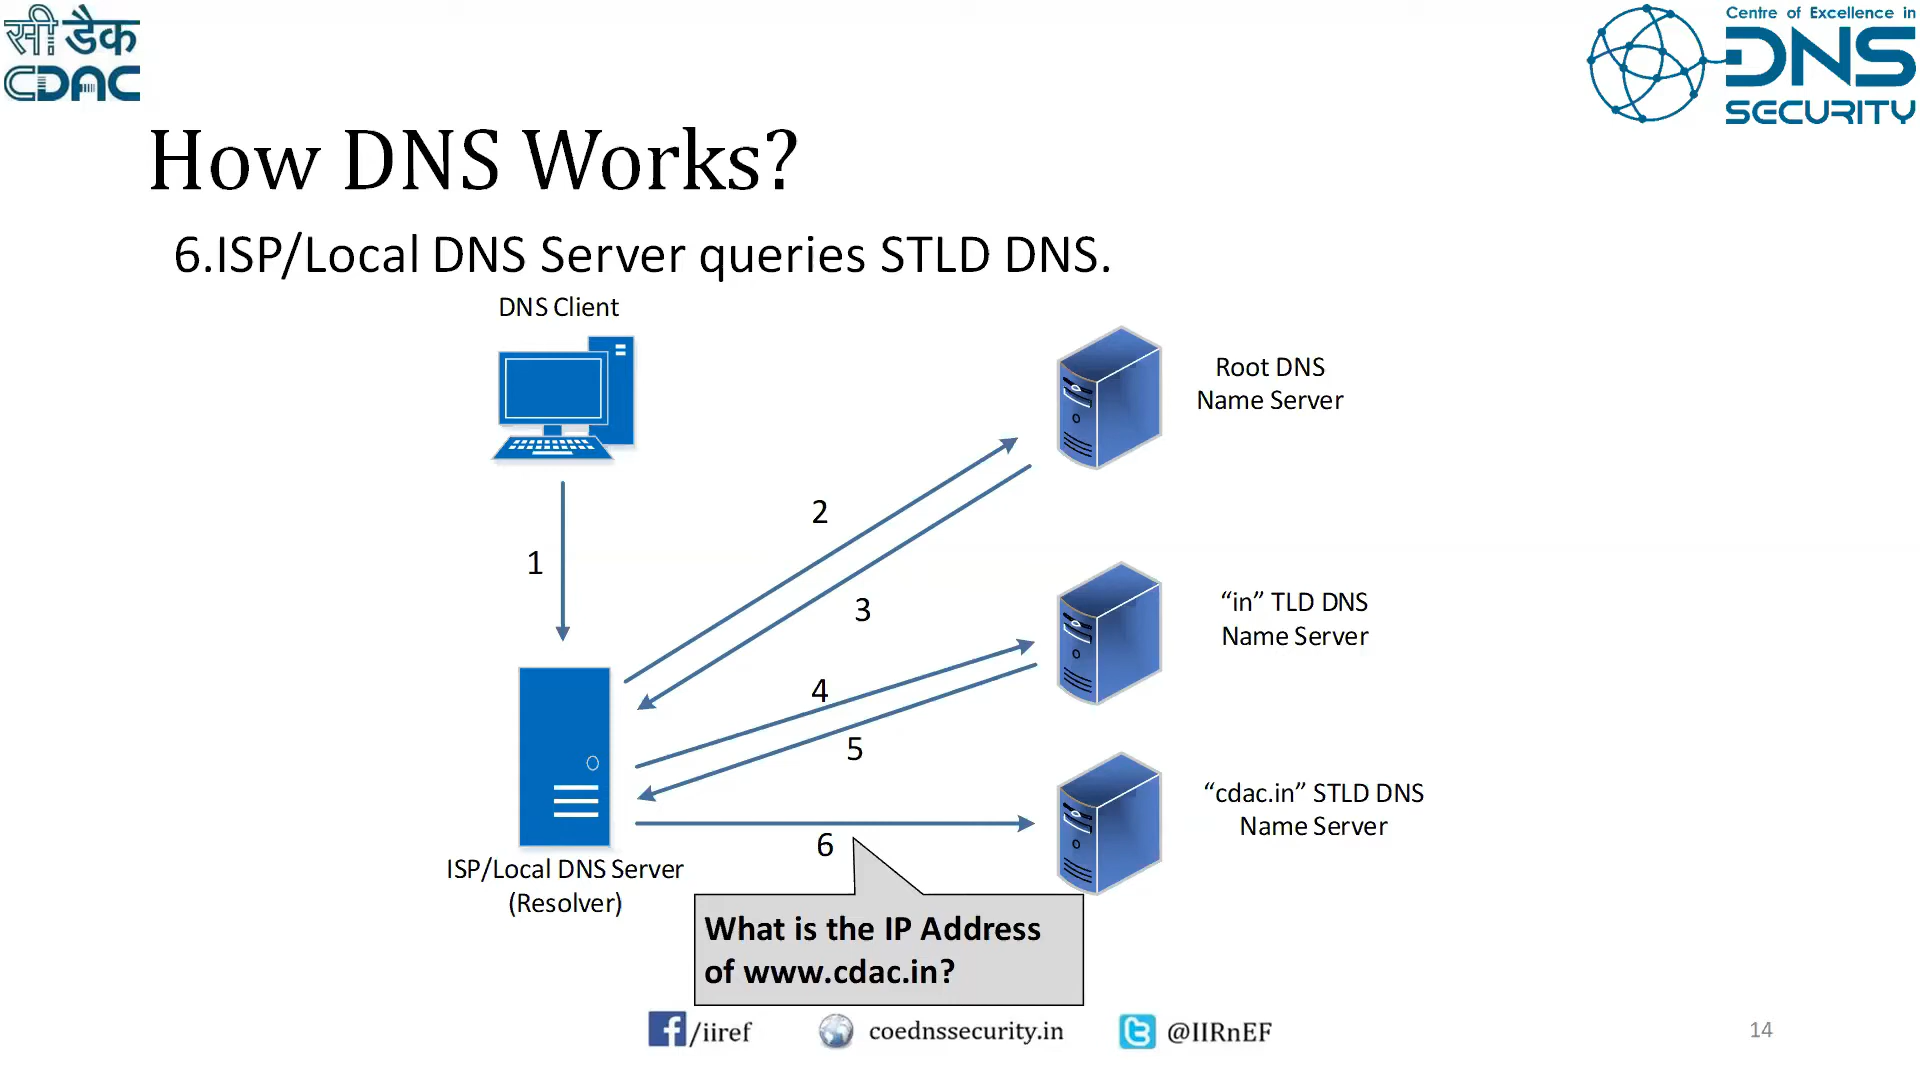 सी डैक
CDAC
Centre of Excellence in
DNS
SECURITY
How DNS Works?
6.ISP/Local DNS Server queries STLD DNS.
DNS Client
Root DNS
Name Server
2
1
3
“in” TLD DNS
Name Server
4
5
“cdac.in” STLD DNS
Name Server
6
ISP/Local DNS Server
(Resolver)
What is the IP Address
of www.cdac.in?
/iiref
coednssecurity.in
@IIRnEF
14